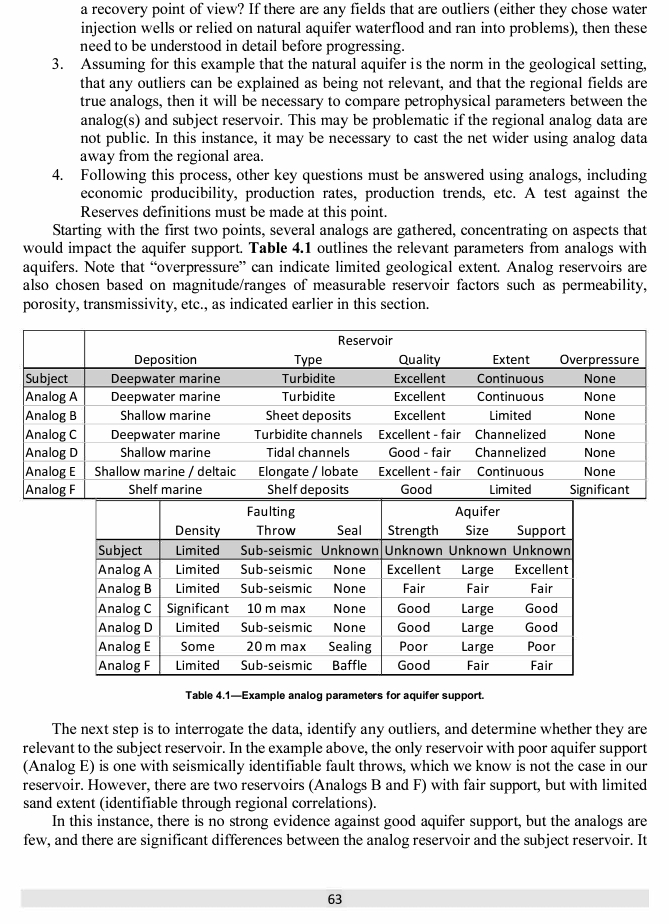 a recovery point of view? If there are any fields that are outliers (either they chose water
injection wells or relied on natural aquifer waterflood and ran into problems), then these
need to be understood in detail before progressing.
3. Assuming for this example that the natural aquifer is the norm in the geological setting,
that any outliers can be explained as being not relevant, and that the regional fields are
true analogs, then it will be necessary to compare petrophysical parameters between the
analog(s) and subject reservoir. This may be problematic if the regional analog data are
not public. In this instance, it may be necessary to cast the net wider using analog data
away from the regional area.
4. Following this process, other key questions must be answered using analogs, including
economic producibility, production rates, production trends, etc. A test against the
Reserves definitions must be made at this point.
Starting with the first two points, several analogs are gathered, concentrating on aspects that
would impact the aquifer support. Table 4.1 outlines the relevant parameters from analogs with
aquifers. Note that “overpressure” can indicate limited geological extent. Analog reservoirs are
also chosen based on magnitude/ranges of measurable reservoir factors such as permeability,
porosity, transmissivity, etc., as indicated earlier in this section.
Reservoir
Deposition Type Quality Extent Overpressure
Subject Deepwater marine Turbidite Excellent Continuous None
Analog A Deepwater marine Turbidite Excellent Continuous None
Analog B Shallow marine Sheet deposits Excellent Limited None
Analog C Deepwater marine Turbidite channels Excellent - fair Channelized None
Analog D Shallow marine Tidal channels Good - fair Channelized None
Analog E Shallow marine / deltaic Elongate / lobate Excellent - fair Continuous None
Analog F Shelf marine Shelf deposits Good Limited Significant
Faulting Aquifer
Density Throw Seal Strength Size Support
Subject Limited Sub-seismic Unknown Unknown Unknown Unknown
Analog A Limited Sub-seismic None Excellent Large Excellent
Analog B Limited Sub-seismic None Fair Fair Fair
Analog C Significant 10 m max None Good Large Good
Analog D Limited Sub-seismic None Good Large Good
Analog E Some 20 m max Sealing Poor Large Poor
Analog F Limited Sub-seismic Baffle Good Fair Fair
Table 4.1—Example analog parameters for aquifer support.
The next step is to interrogate the data, identify any outliers, and determine whether they are
relevant to the subject reservoir. In the example above, the only reservoir with poor aquifer support
(Analog E) is one with seismically identifiable fault throws, which we know is not the case in our
reservoir. However, there are two reservoirs (Analogs B and F) with fair support, but with limited
sand extent (identifiable through regional correlations).
In this instance, there is no strong evidence against good aquifer support, but the analogs are
few, and there are significant differences between the analog reservoir and the subject reservoir. It
63